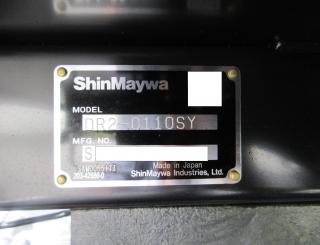 ShinMaywa
MODEL
DR2-0110SY
MFG. NO.
S
Made in Japan
ShinMaywa Industries, Ltd.